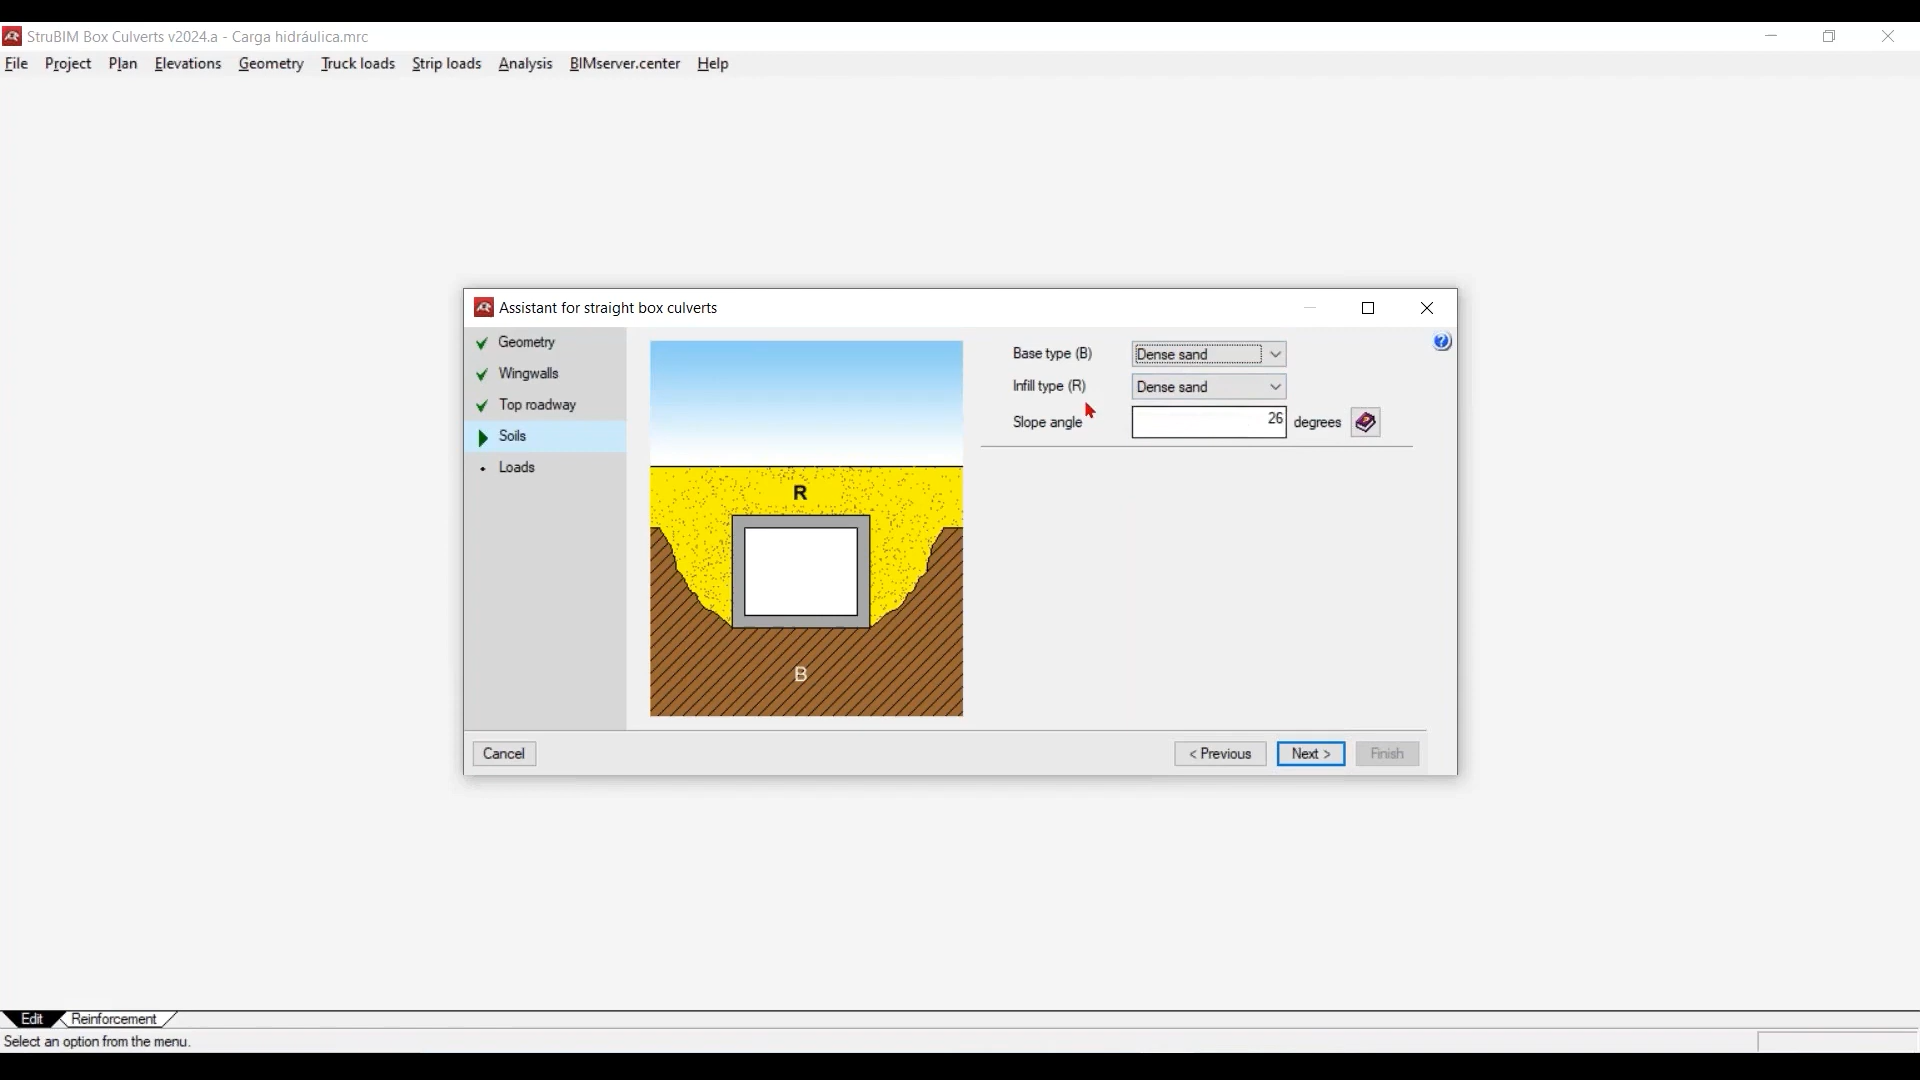 StruBIM Box Culverts v2024.a - Carga hidráulica.mrc
File Project Plan Elevations Geometry Truck loads Strip loads Analysis BIMserver.center Help
Assistant for straight box culverts
Geometry
Wingwalls
Top roadway
Soils
Loads
R
B
Base type (B) Dense sand
Infill type (R) Dense sand
Slope angle 26 degrees
?
Cancel < Previous Next > Finish
Edit Reinforcement
Select an option from the menu.